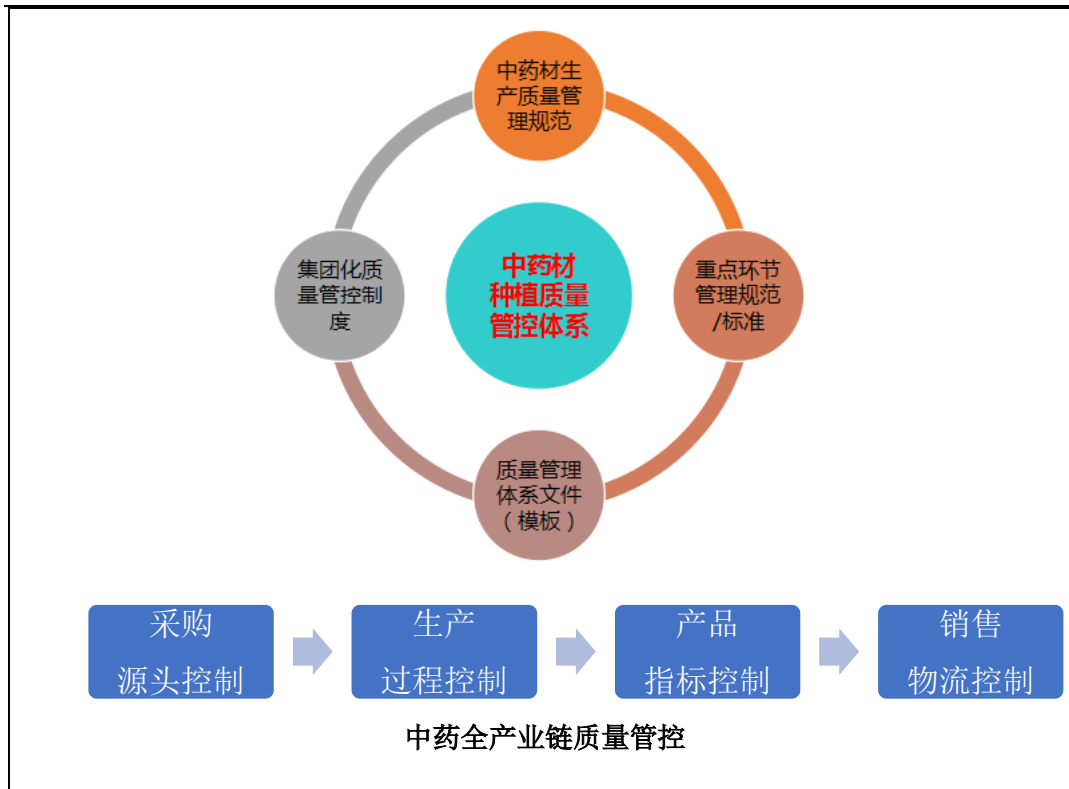 中药材生
产质量管
理规范
集团化质
量管控制
度
中药材
种植质量
管控体系
重点环节
管理规范
/标准
质量管理
体系文件
（模板）
采购
源头控制
生产
过程控制
产品
指标控制
销售
物流控制
中药全产业链质量管控